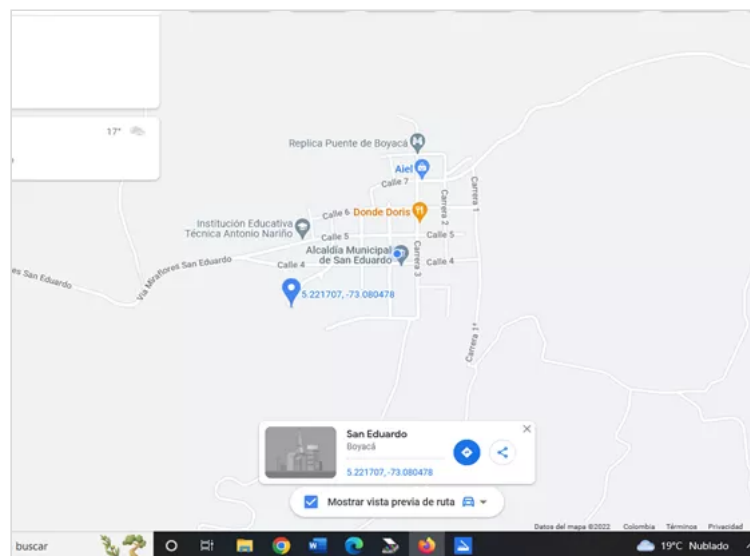 17°
Replica Puente de Boyacá
Aiel
Calle 7
Carrera 2
Carrera 1
Calle 6
Donde Doris
Institución Educativa
Técnica Antonio Nariño
Calle 5
Calle 5
Alcaldía Municipal
de San Eduardo
Carrera 3
Calle 4
Calle 4
Vía Miraflores San Eduardo
es San Eduardo
5.221707, -73.080478
Carrera 1ª
San Eduardo
Boyacá
5.221707, -73.080478
Mostrar vista previa de ruta
Datos del mapa ©2022 Colombia Términos Privacidad
buscar
19°C Nublado